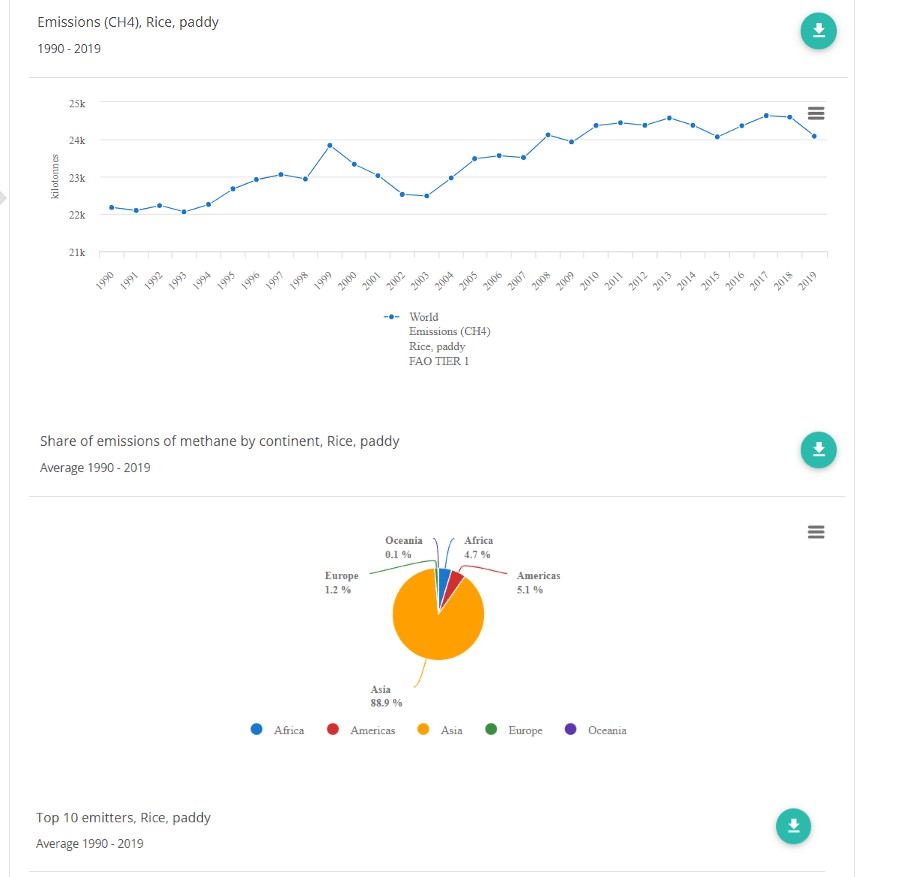 Emissions (CH4), Rice, paddy
1990 - 2019
25k
24k
23k
22k
21k
kilotonnes
1990 1991 1992 1993 1994 1995 1996 1997 1998 1999 2000 2001 2002 2003 2004 2005 2006 2007 2008 2009 2010 2011 2012 2013 2014 2015 2016 2017 2018 2019
World
Emissions (CH4)
Rice, paddy
FAO TIER 1
Share of emissions of methane by continent, Rice, paddy
Average 1990 - 2019
Oceania
0.1 %
Africa
4.7 %
Europe
1.2 %
Americas
5.1 %
Asia
88.9 %
Africa Americas Asia Europe Oceania
Top 10 emitters, Rice, paddy
Average 1990 - 2019